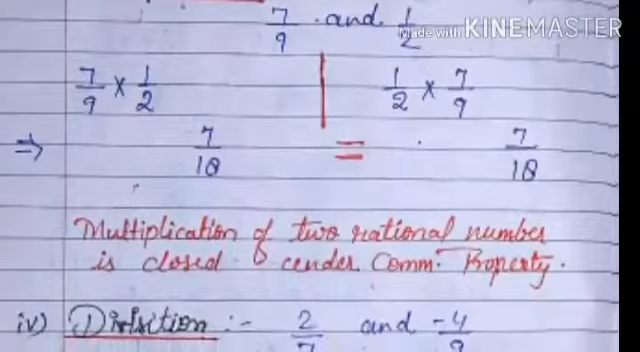 7/9 and 1/2
Made with KINEMASTER
7/9 × 1/2 | 1/2 × 7/9
⇒ 7/18 = 7/18
Multiplication of two rational number
is closed under Comm. Property.
iv) Division :- 2/7 and -4/9